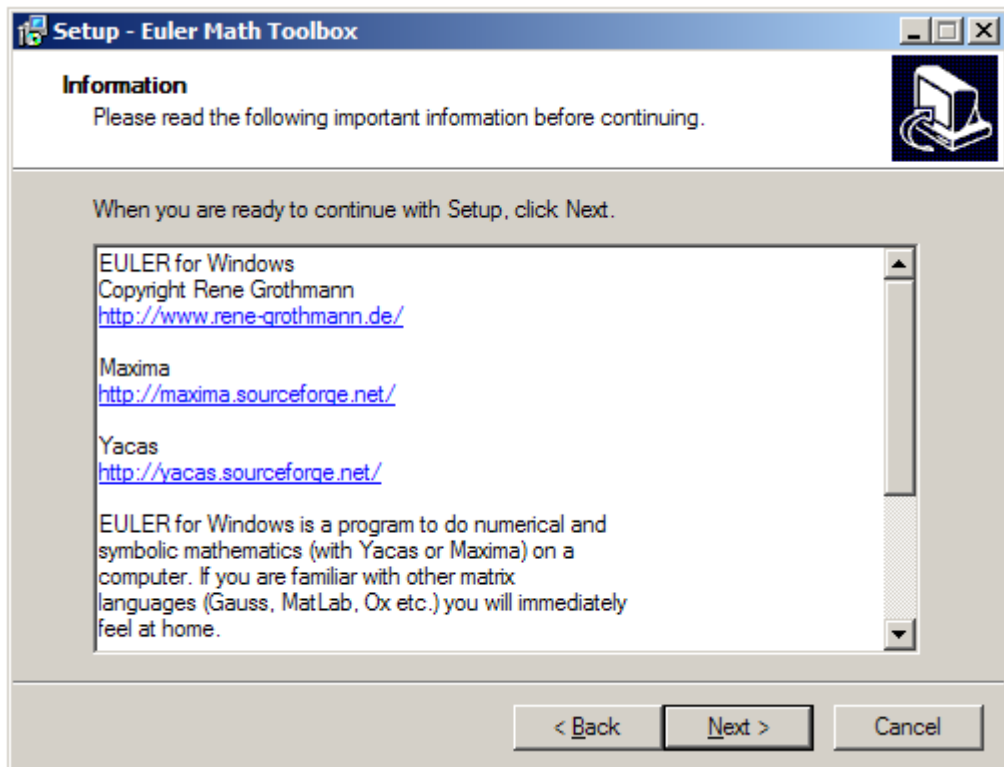 Setup - Euler Math Toolbox
Information
Please read the following important information before continuing.
When you are ready to continue with Setup, click Next.
EULER for Windows
Copyright Rene Grothmann
http://www.rene-grothmann.de/
Maxima
http://maxima.sourceforge.net/
Yacas
http://yacas.sourceforge.net/
EULER for Windows is a program to do numerical and
symbolic mathematics (with Yacas or Maxima) on a
computer. If you are familiar with other matrix
languages (Gauss, MatLab, Ox etc.) you will immediately
feel at home.
< Back
Next >
Cancel